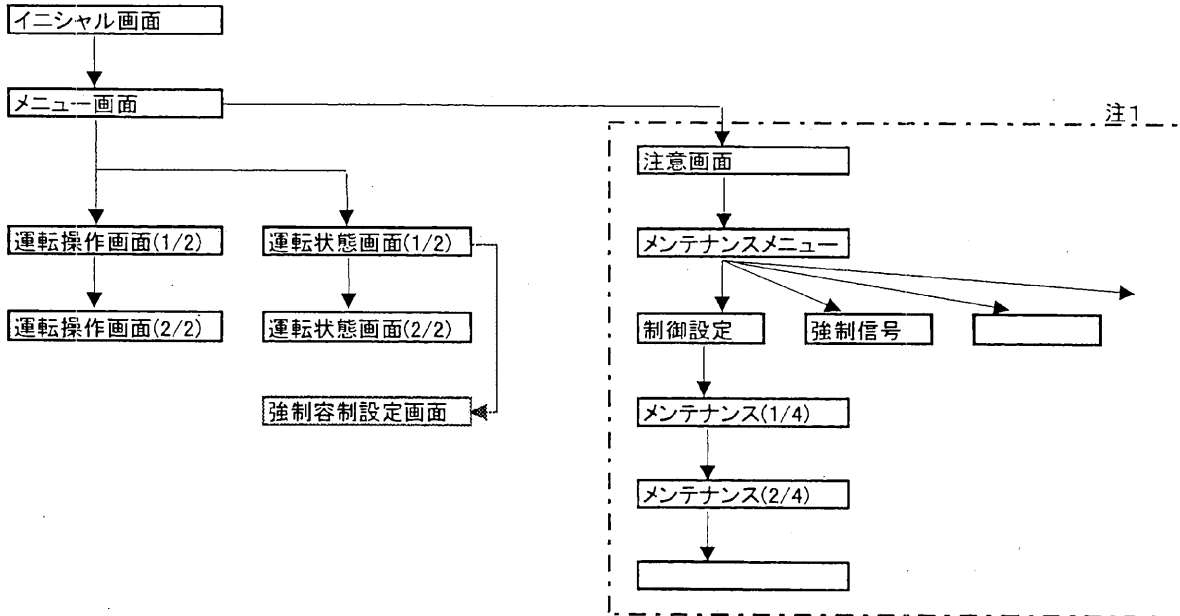 イニシャル画面
メニュー画面
注1
注意画面
運転操作画面(1/2)
運転状態画面(1/2)
メンテナンスメニュー
運転操作画面(2/2)
運転状態画面(2/2)
制御設定
強制信号
強制容制設定画面
メンテナンス(1/4)
メンテナンス(2/4)